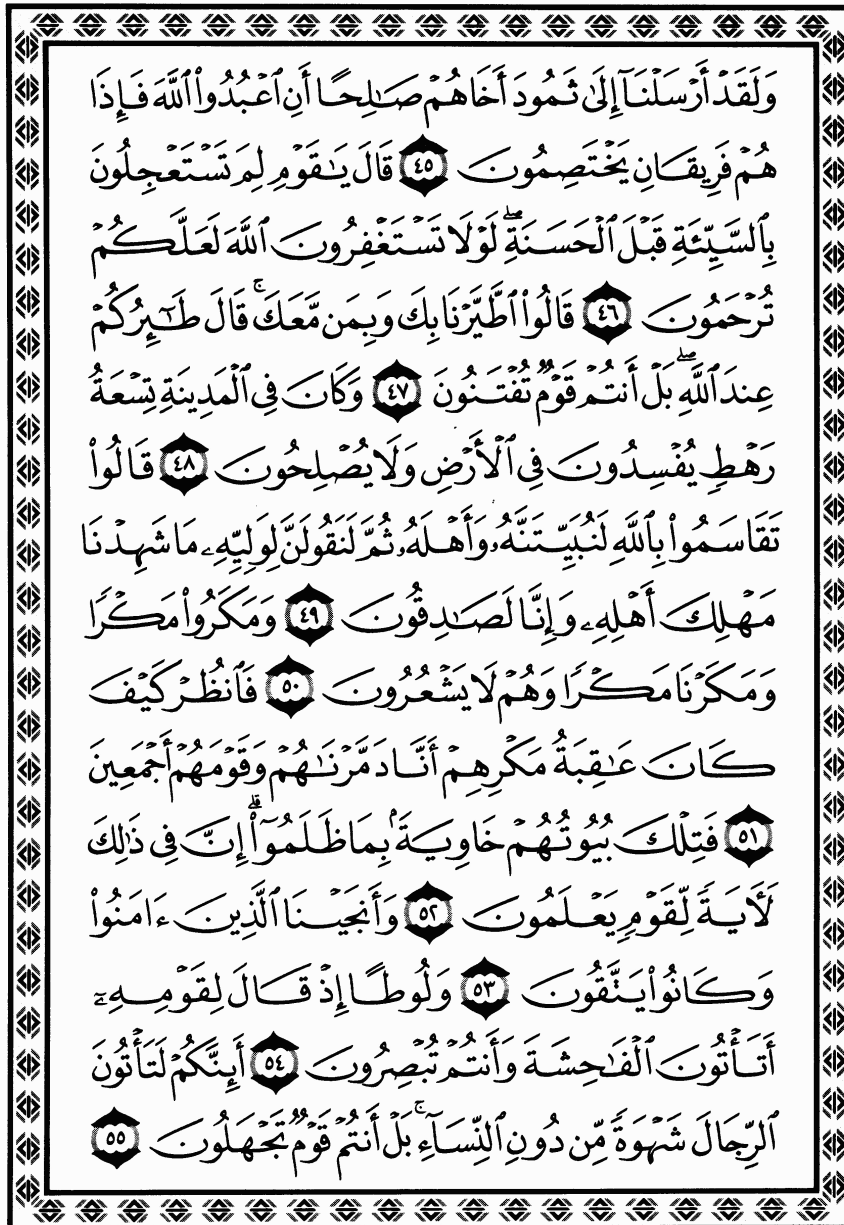 وَلَقَدْ أَرْسَلْنَآ إِلَىٰ ثَمُودَ أَخَاهُمْ صَـٰلِحًا أَنِ ٱعْبُدُوا۟ ٱللَّهَ فَإِذَا
هُمْ فَرِيقَانِ يَخْتَصِمُونَ ٤٥ قَالَ يَـٰقَوْمِ لِمَ تَسْتَعْجِلُونَ
بِٱلسَّيِّئَةِ قَبْلَ ٱلْحَسَنَةِ ۖ لَوْلَا تَسْتَغْفِرُونَ ٱللَّهَ لَعَلَّكُمْ
تُرْحَمُونَ ٤٦ قَالُوا۟ ٱطَّيَّرْنَا بِكَ وَبِمَن مَّعَكَ ۚ قَالَ طَـٰٓئِرُكُمْ
عِندَ ٱللَّهِ ۖ بَلْ أَنتُمْ قَوْمٌ تُفْتَنُونَ ٤٧ وَكَانَ فِى ٱلْمَدِينَةِ تِسْعَةُ
رَهْطٍ يُفْسِدُونَ فِى ٱلْأَرْضِ وَلَا يُصْلِحُونَ ٤٨ قَالُوا۟
تَقَاسَمُوا۟ بِٱللَّهِ لَنُبَيِّتَنَّهُۥ وَأَهْلَهُۥ ثُمَّ لَنَقُولَنَّ لِوَلِيِّهِۦ مَا شَهِدْنَا
مَهْلِكَ أَهْلِهِۦ وَإِنَّا لَصَـٰدِقُونَ ٤٩ وَمَكَرُوا۟ مَكْرًا
وَمَكَرْنَا مَكْرًا وَهُمْ لَا يَشْعُرُونَ ٥٠ فَٱنظُرْ كَيْفَ
كَانَ عَـٰقِبَةُ مَكْرِهِمْ أَنَّا دَمَّرْنَـٰهُمْ وَقَوْمَهُمْ أَجْمَعِينَ
٥١ فَتِلْكَ بُيُوتُهُمْ خَاوِيَةًۢ بِمَا ظَلَمُوٓا۟ ۗ إِنَّ فِى ذَٰلِكَ
لَـَٔايَةً لِّقَوْمٍ يَعْلَمُونَ ٥٢ وَأَنجَيْنَا ٱلَّذِينَ ءَامَنُوا۟
وَكَانُوا۟ يَتَّقُونَ ٥٣ وَلُوطًا إِذْ قَالَ لِقَوْمِهِۦٓ
أَتَأْتُونَ ٱلْفَـٰحِشَةَ وَأَنتُمْ تُبْصِرُونَ ٥٤ أَئِنَّكُمْ لَتَأْتُونَ
ٱلرِّجَالَ شَهْوَةً مِّن دُونِ ٱلنِّسَآءِ ۚ بَلْ أَنتُمْ قَوْمٌ تَجْهَلُونَ ٥٥